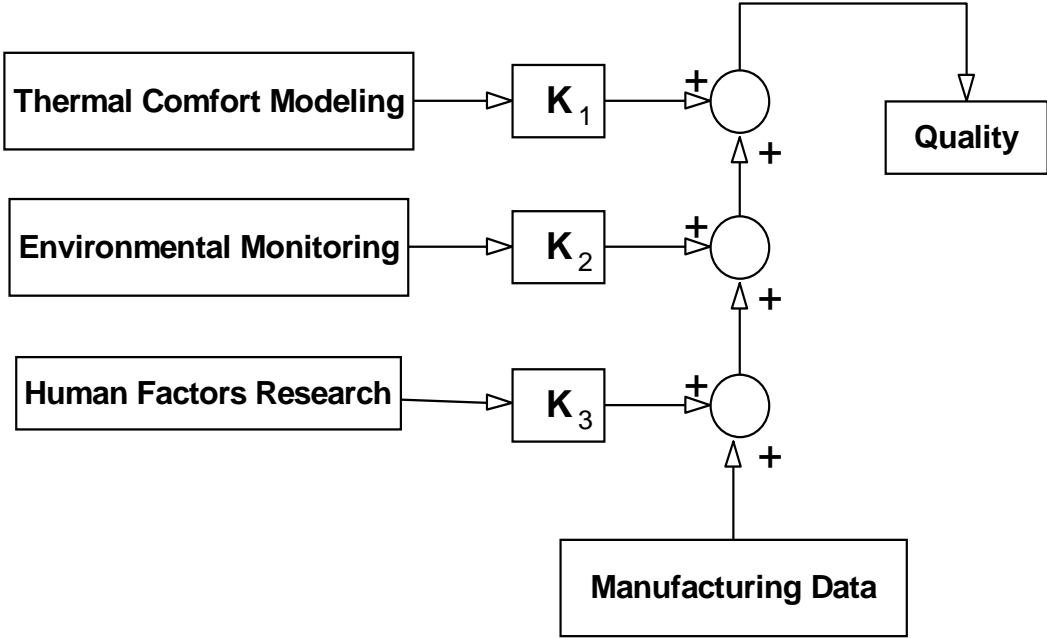 Thermal Comfort Modeling
K1
+
+
Quality
Environmental Monitoring
K2
+
+
Human Factors Research
K3
+
+
Manufacturing Data